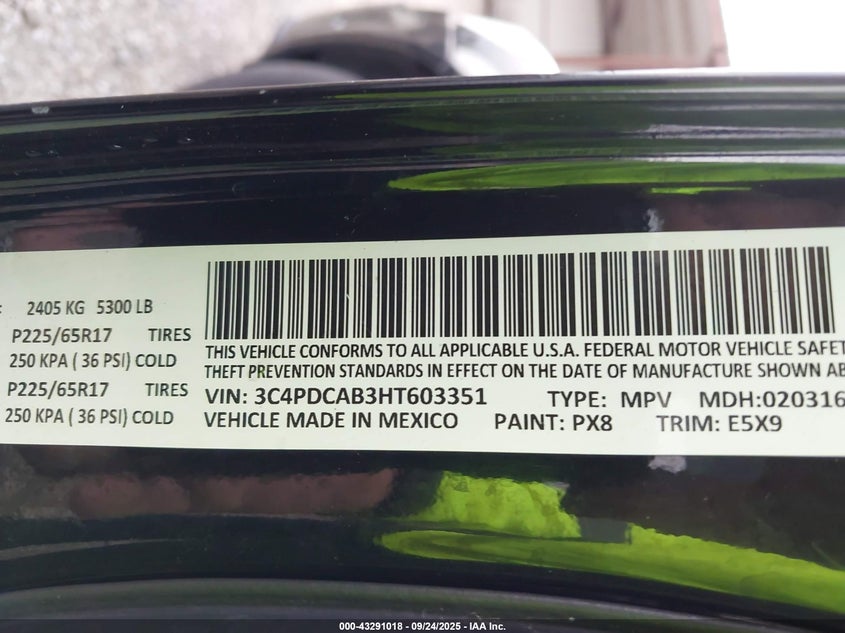 : 2405 KG 5300 LB
P225/65R17 TIRES
250 KPA ( 36 PSI) COLD
P225/65R17 TIRES
250 KPA ( 36 PSI) COLD
THIS VEHICLE CONFORMS TO ALL APPLICABLE U.S.A. FEDERAL MOTOR VEHICLE SAFET
THEFT PREVENTION STANDARDS IN EFFECT ON THE DATE OF MANUFACTURE SHOWN AB
VIN: 3C4PDCAB3HT603351 TYPE: MPV MDH:020316
VEHICLE MADE IN MEXICO PAINT: PX8 TRIM: E5X9
000-43291018 - 09/24/2025 - IAA Inc.